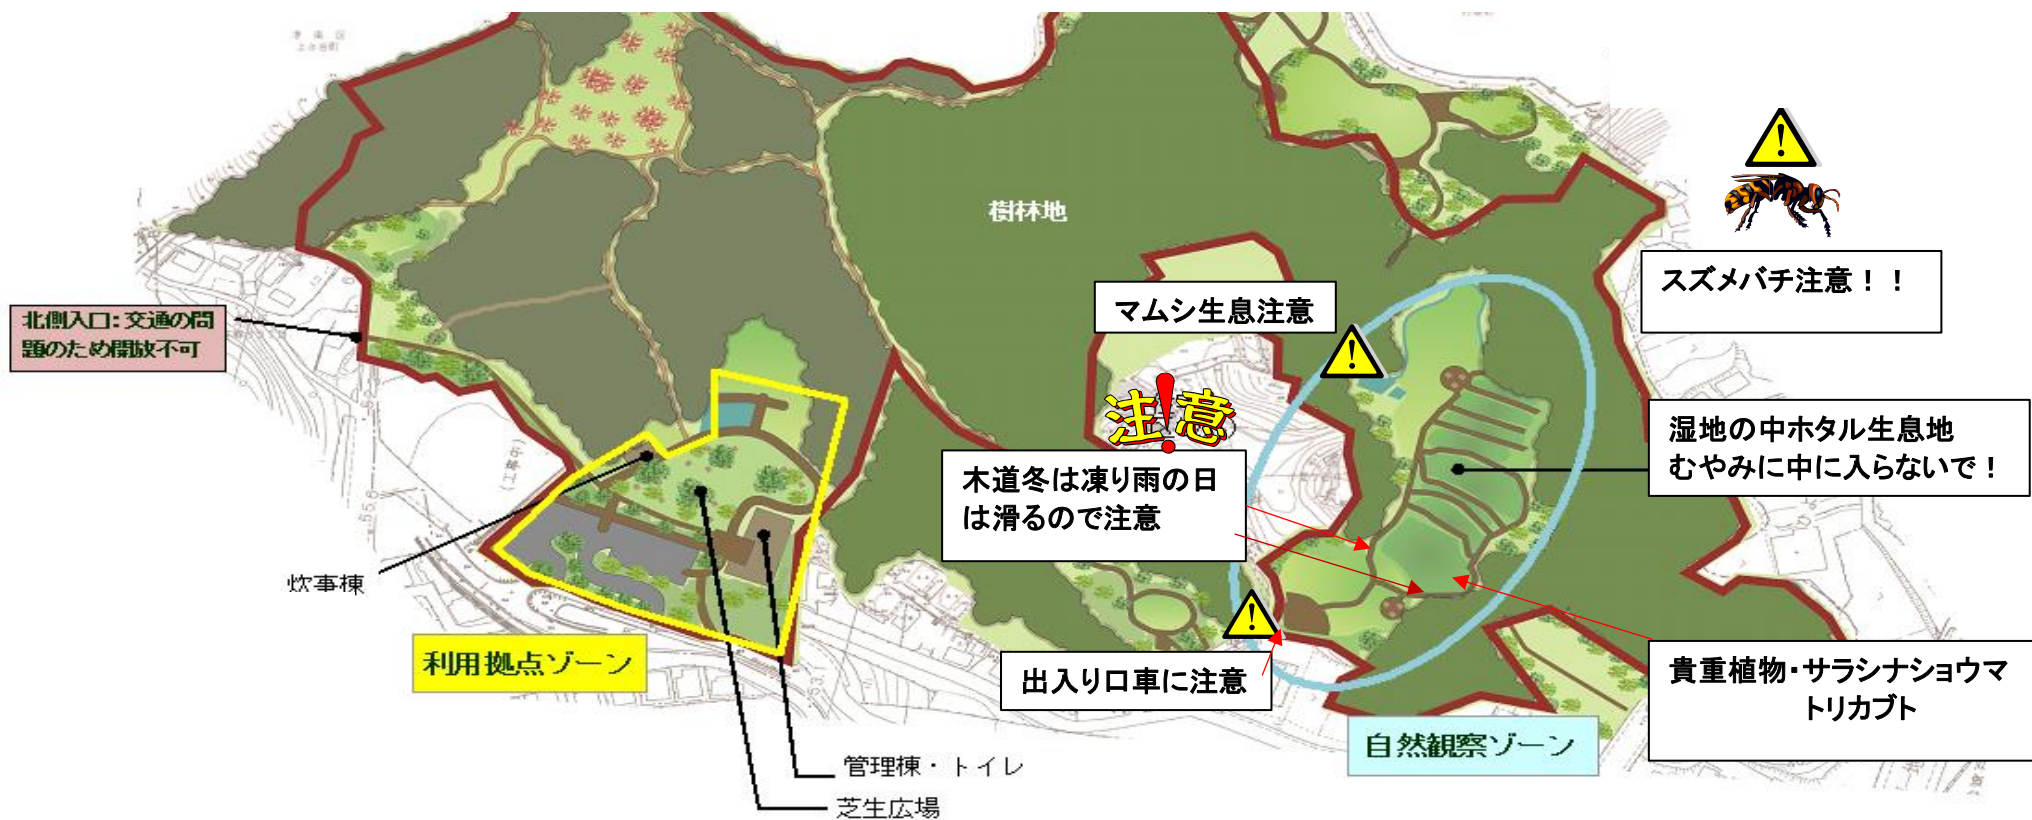 樹林地
スズメバチ注意！！
マムシ生息注意
北側入口：交通の問
題のため開放不可
注意
湿地の中ホタル生息地
むやみに中に入らないで！
木道冬は凍り雨の日
は滑るので注意
炊事棟
利用拠点ゾーン
出入り口車に注意
貴重植物・サラシナショウマ
トリカブト
自然観察ゾーン
管理棟・トイレ
芝生広場